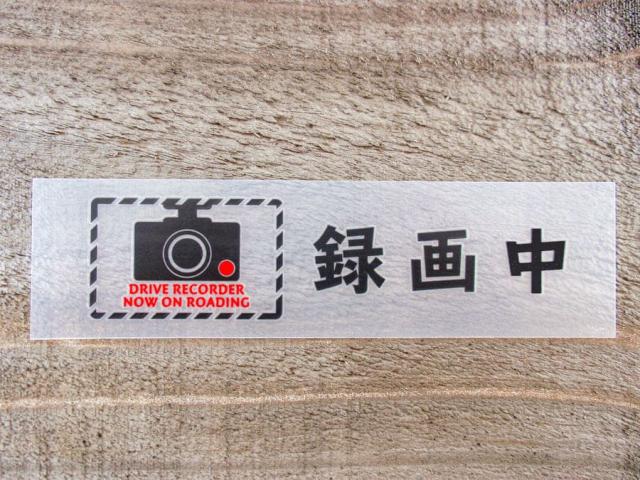 DRIVE RECORDER
NOW ON ROADING
録画中